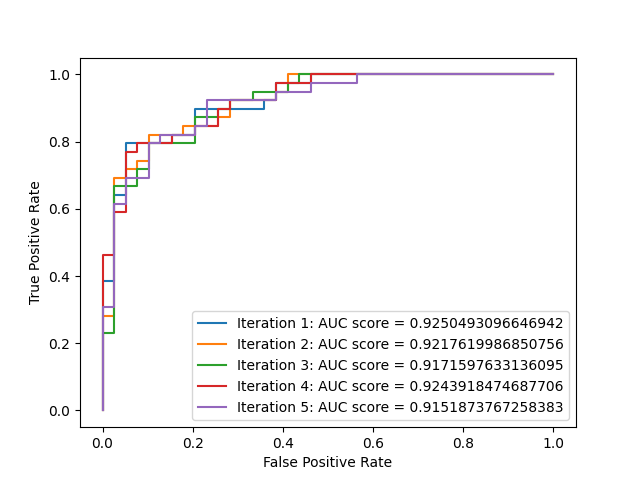 1.0
0.8
0.6
0.4
0.2
0.0
True Positive Rate
Iteration 1: AUC score = 0.9250493096646942
Iteration 2: AUC score = 0.9217619986850756
Iteration 3: AUC score = 0.9171597633136095
Iteration 4: AUC score = 0.9243918474687706
Iteration 5: AUC score = 0.9151873767258383
0.0 0.2 0.4 0.6 0.8 1.0
False Positive Rate